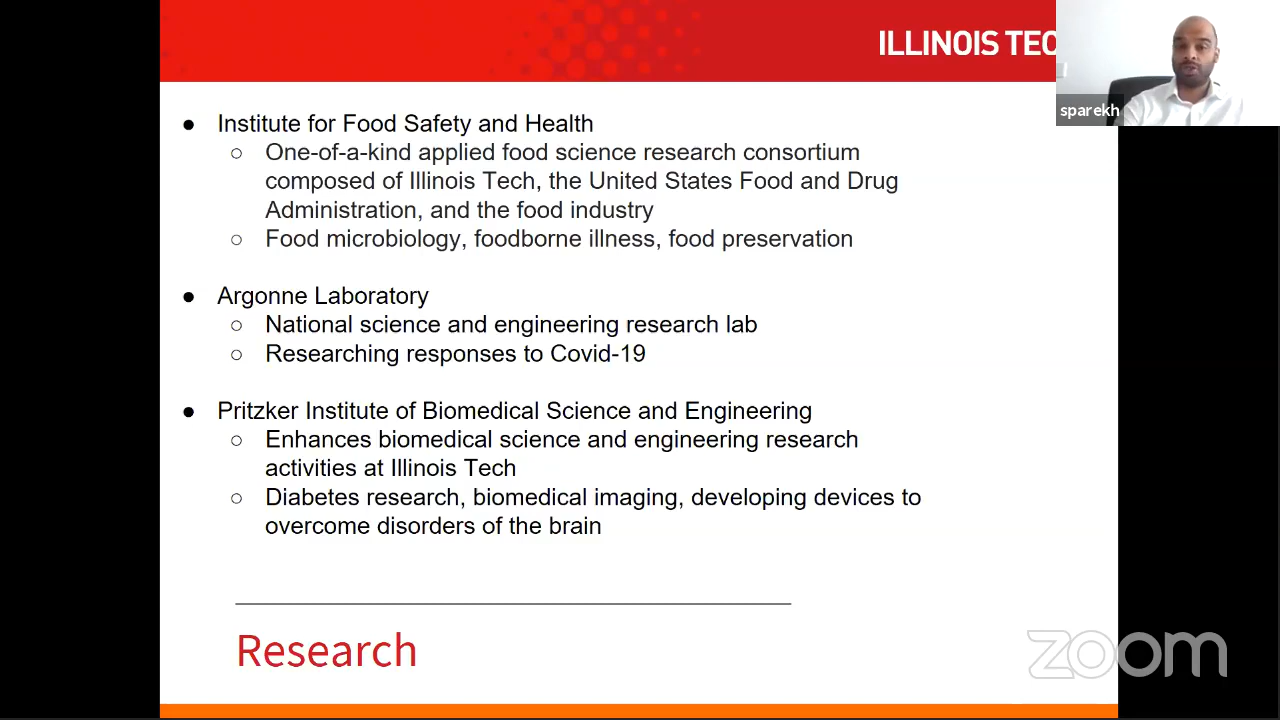 ILLINOIS TEC
sparekh
● Institute for Food Safety and Health
○ One-of-a-kind applied food science research consortium
composed of Illinois Tech, the United States Food and Drug
Administration, and the food industry
○ Food microbiology, foodborne illness, food preservation
● Argonne Laboratory
○ National science and engineering research lab
○ Researching responses to Covid-19
● Pritzker Institute of Biomedical Science and Engineering
○ Enhances biomedical science and engineering research
activities at Illinois Tech
○ Diabetes research, biomedical imaging, developing devices to
overcome disorders of the brain
Research
zoom